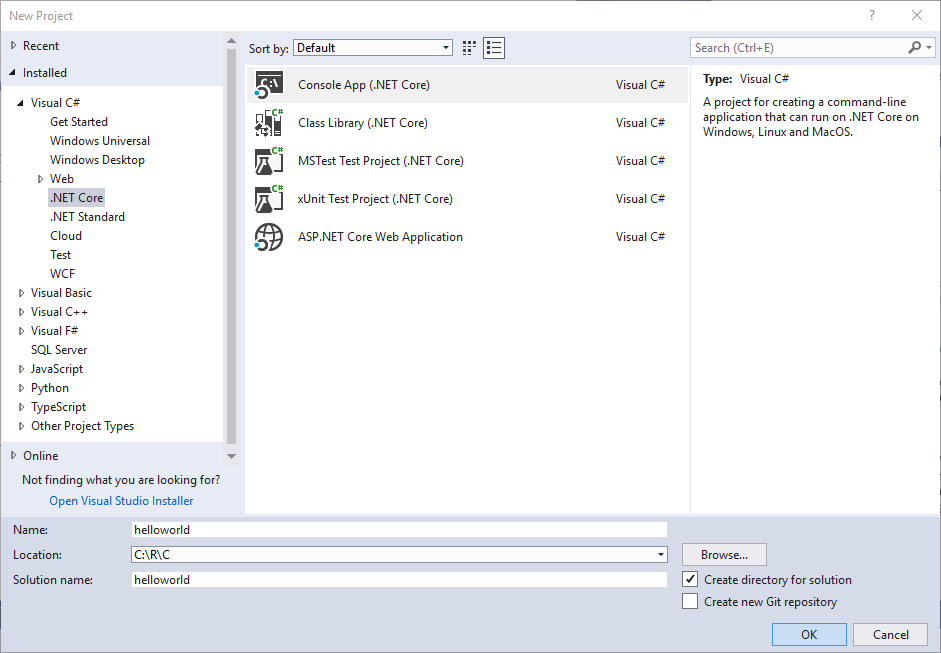 New Project
?
Recent
Installed
Visual C#
Get Started
Windows Universal
Windows Desktop
Web
.NET Core
.NET Standard
Cloud
Test
WCF
Visual Basic
Visual C++
Visual F#
SQL Server
JavaScript
Python
TypeScript
Other Project Types
Online
Not finding what you are looking for?
Open Visual Studio Installer
Sort by: Default
Console App (.NET Core) Visual C#
Class Library (.NET Core) Visual C#
MSTest Test Project (.NET Core) Visual C#
xUnit Test Project (.NET Core) Visual C#
ASP.NET Core Web Application Visual C#
Search (Ctrl+E)
Type: Visual C#
A project for creating a command-line
application that can run on .NET Core on
Windows, Linux and MacOS.
Name: helloworld
Location: C:\R\C
Browse...
Solution name: helloworld
Create directory for solution
Create new Git repository
OK
Cancel